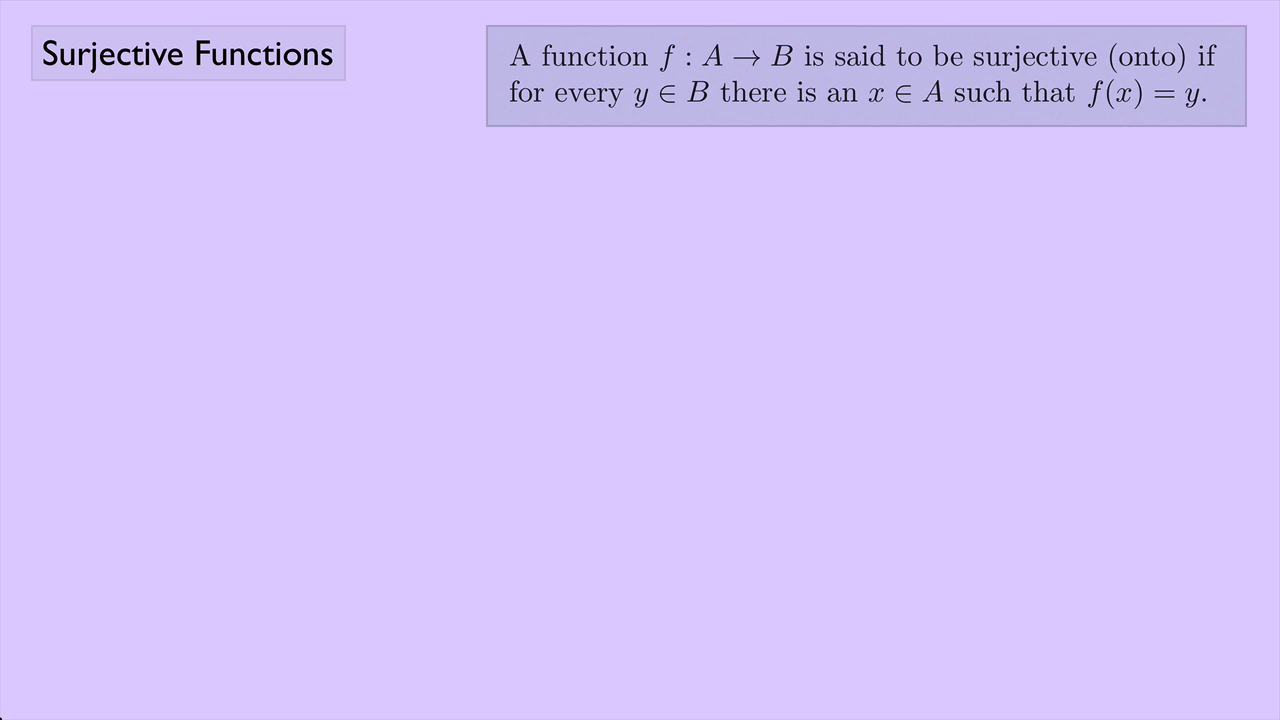 Surjective Functions
A function f : A → B is said to be surjective (onto) if
for every y ∈ B there is an x ∈ A such that f(x) = y.